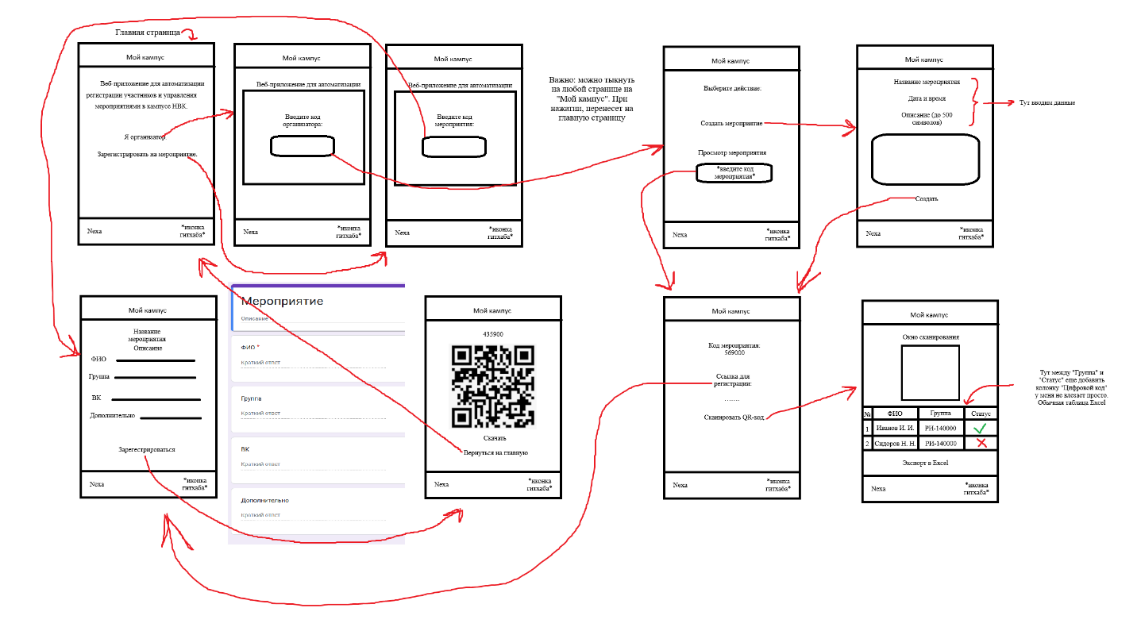 Главная страница
Мой кампус
Веб-приложение для автоматизации
регистрации участников и управления
мероприятиями в кампусе НВК.
Я организатор
Зарегистрировать на мероприятие.
Nexa
*иконка
гитхаба*
Мой кампус
Веб-приложение для автоматизации
Введите код
организатора:
Nexa
*иконка
гитхаба*
Мой кампус
Веб-приложение для автоматизации
Введите код
мероприятия:
Nexa
*иконка
гитхаба*
Важно: можно тыкнуть
на любой странице на
"Мой кампус". При
нажатии, перенесет на
главную страницу
Мой кампус
Выберите действие:
Создать мероприятие
Просмотр мероприятия
*введите код
мероприятия*
Nexa
*иконка
гитхаба*
Мой кампус
Название мероприятия
Дата и время
Описание (до 500
символов)
Создать
Nexa
*иконка
гитхаба*
Тут вводим данные
Мой кампус
Название
мероприятия
Описание
ФИО
Группа
ВК
Дополнительно
Зарегестрироваться
Nexa
*иконка
гитхаба*
Мероприятие
Описание
ФИО *
Краткий ответ
Группа
Краткий ответ
ВК
Краткий ответ
Дополнительно
Краткий ответ
Мой кампус
435900
Скачать
Вернуться на главную
Nexa
*иконка
гитхаба*
Мой кампус
Код мероприятия:
569000
Ссылка для
регистрации:
.......
Сканировать QR-код
Nexa
*иконка
гитхаба*
Мой кампус
Окно сканирования
№ ФИО Группа Статус
1 Иванов И. И. РИ-140000
2 Сидоров Н. Н. РИ-140000
Экспорт в Excel
Nexa
*иконка
гитхаба*
Тут между "Группа" и
"Статус" еще добавить
колонку "Цифровой код"
у меня не влезает просто.
Обычная таблица Excel